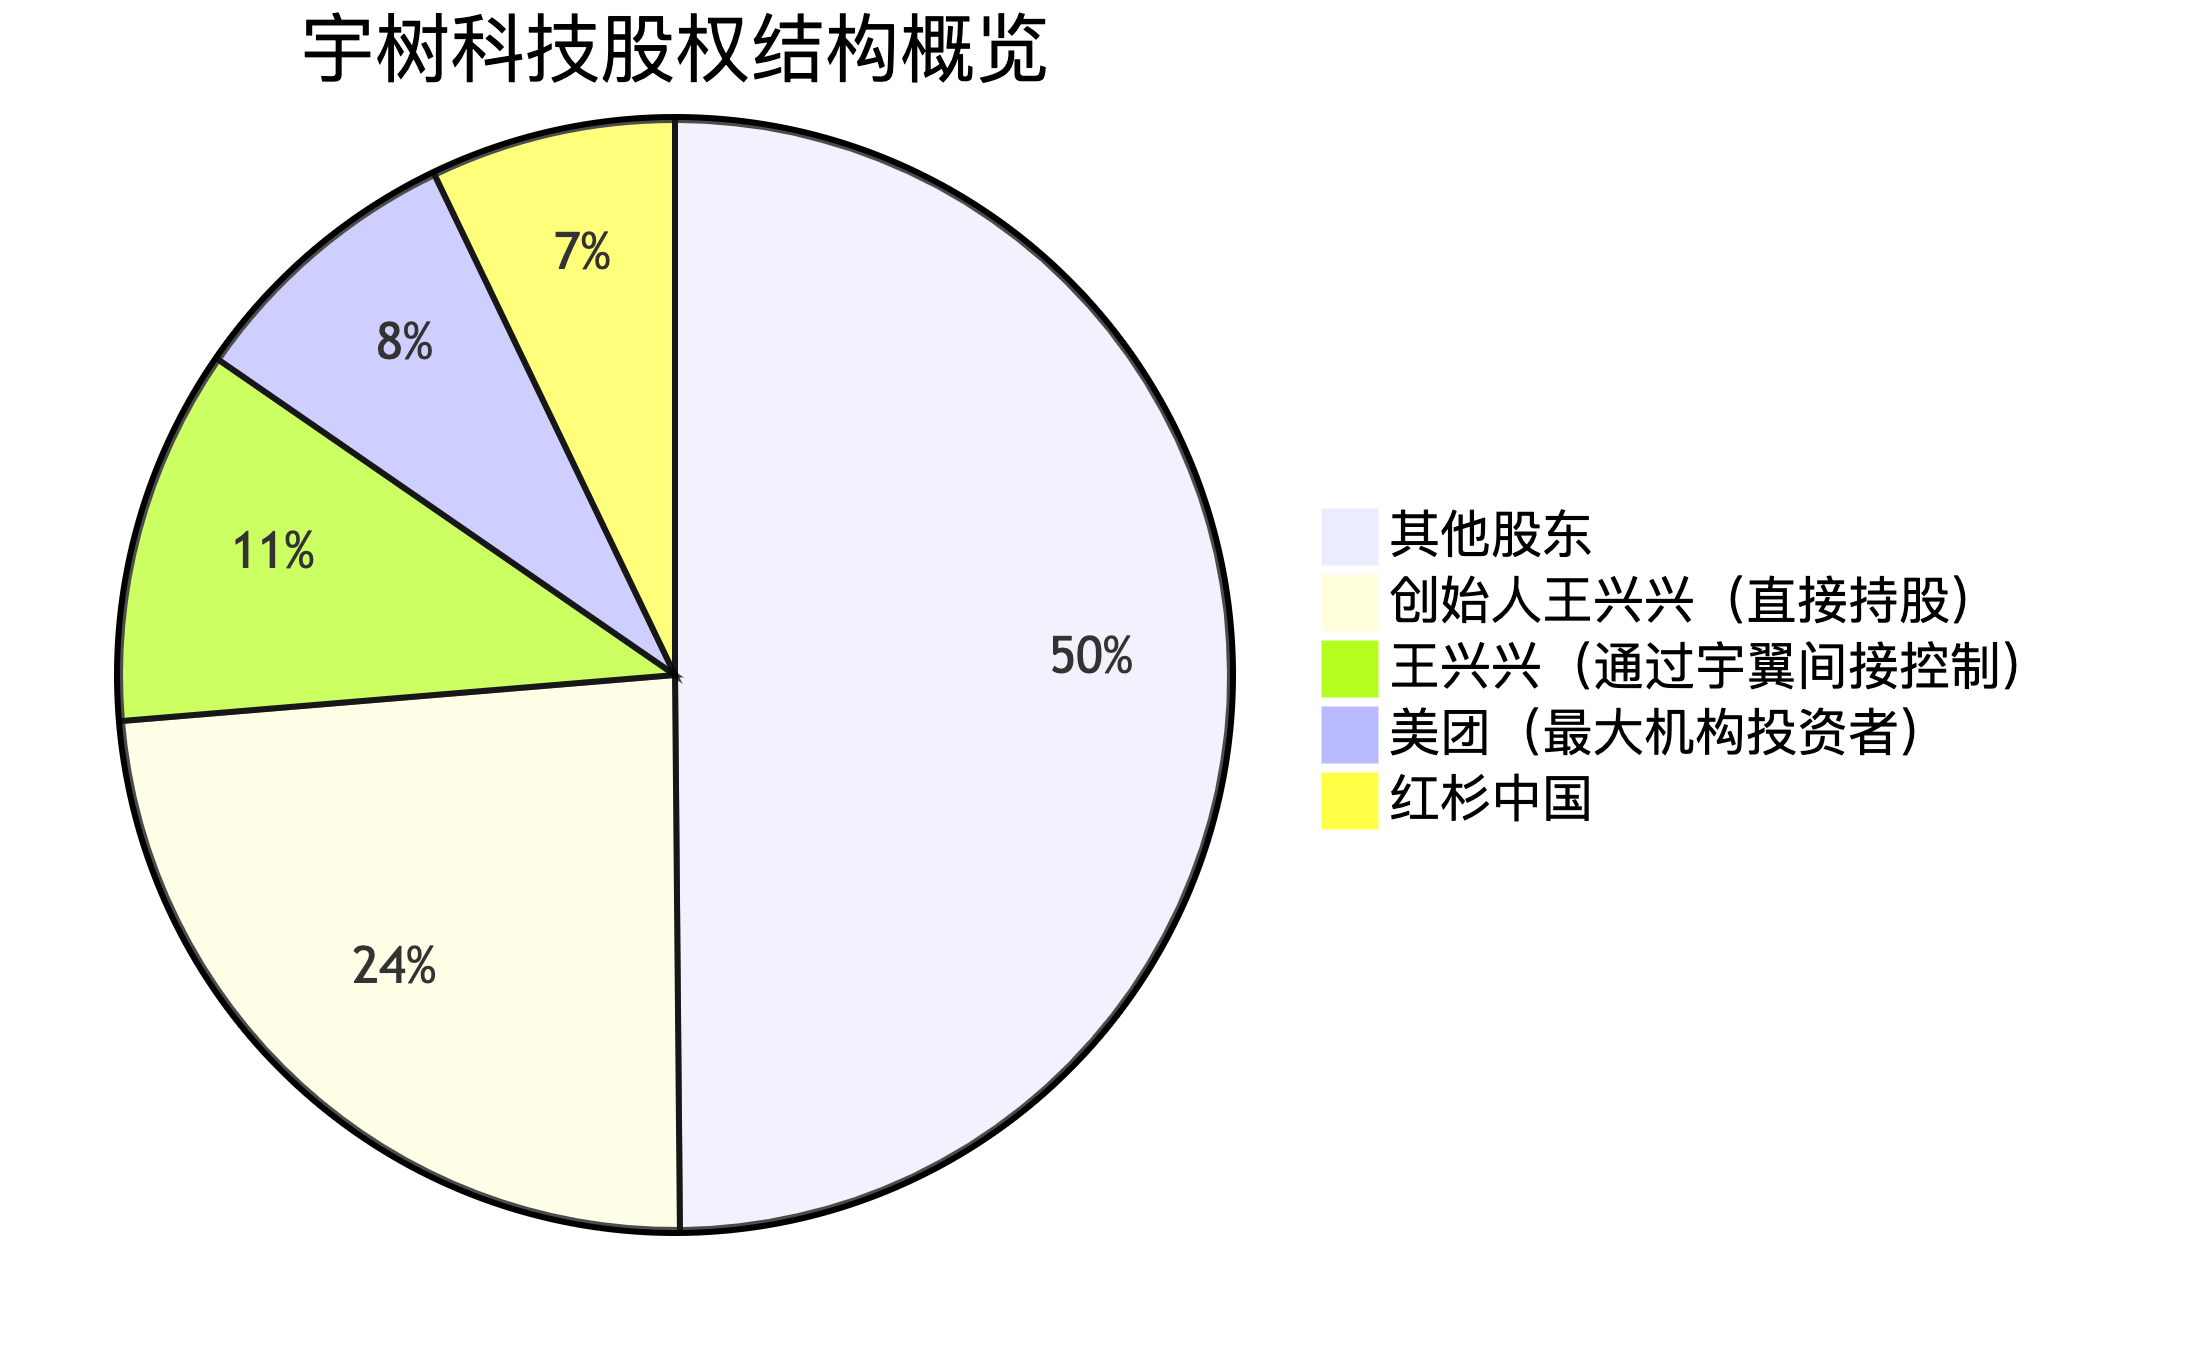 宇树科技股权结构概览
7%
8%
11%
50%
24%
其他股东
创始人王兴兴（直接持股）
王兴兴（通过宇翼间接控制）
美团（最大机构投资者）
红杉中国